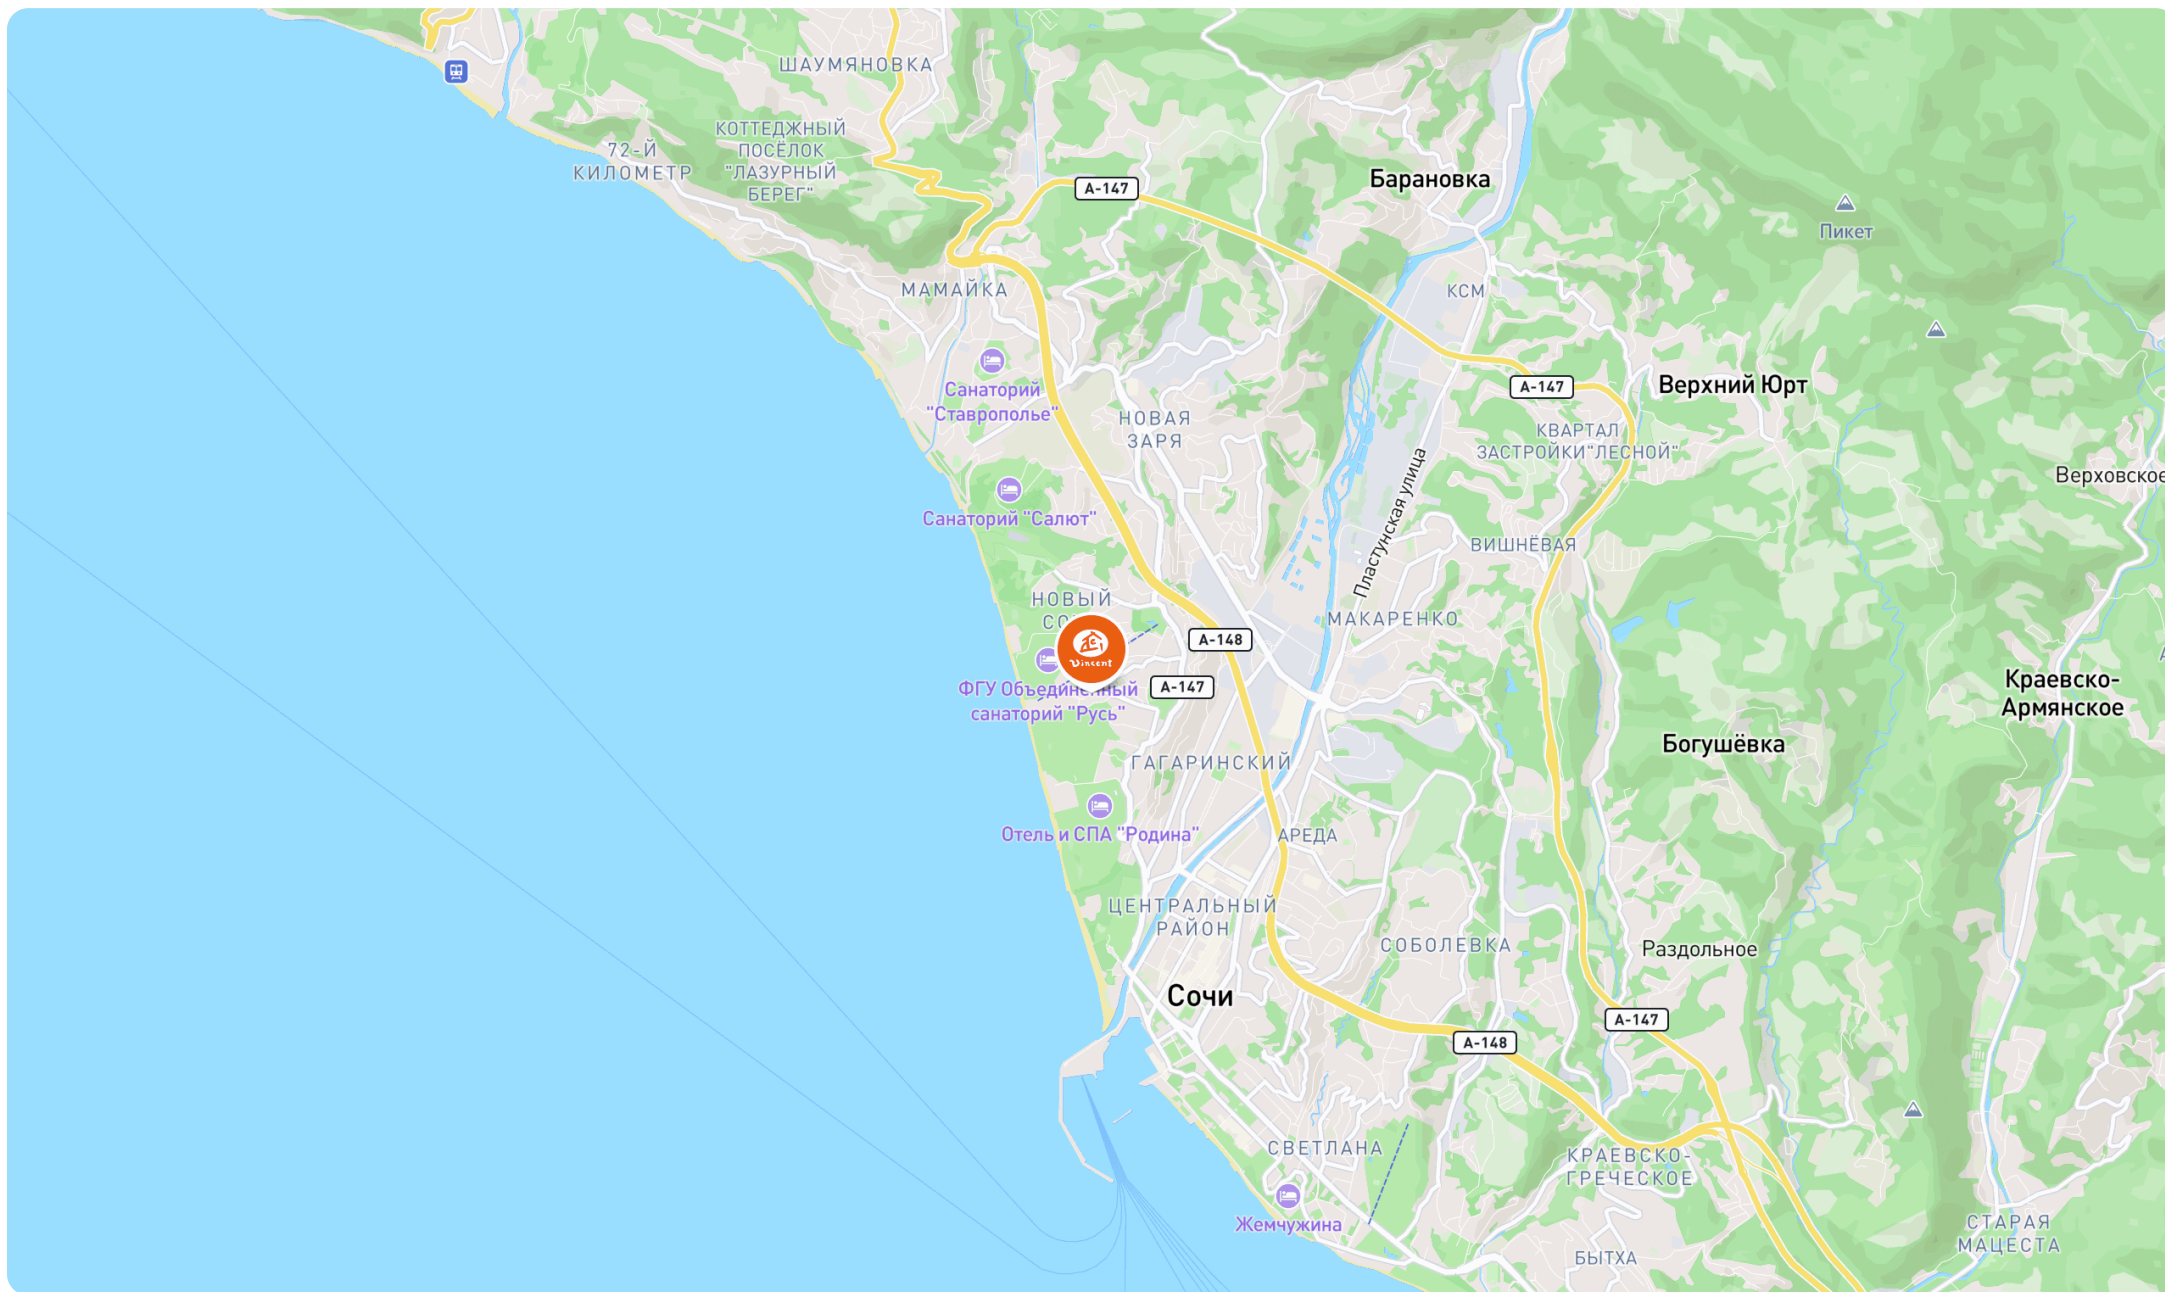 ШАУМЯНОВКА
КОТТЕДЖНЫЙ
ПОСЁЛОК
"ЛАЗУРНЫЙ
БЕРЕГ"
72-Й
КИЛОМЕТР
А-147
Барановка
Пикет
МАМАЙКА
КСМ
Санаторий
"Ставрополье"
А-147
Верхний Юрт
НОВАЯ
ЗАРЯ
КВАРТАЛ
ЗАСТРОЙКИ"ЛЕСНОЙ"
Верховское
Санаторий "Салют"
Пластунская улица
ВИШНЁВАЯ
НОВЫЙ
Vincent
А-148
МАКАРЕНКО
А-147
ФГУ Объединенный
санаторий "Русь"
Краевско-
Армянское
Богушёвка
ГАГАРИНСКИЙ
Отель и СПА "Родина"
АРЕДА
ЦЕНТРАЛЬНЫЙ
РАЙОН
СОБОЛЕВКА
Раздольное
Сочи
А-147
А-148
СВЕТЛАНА
КРАЕВСКО-
ГРЕЧЕСКОЕ
Жемчужина
СТАРАЯ
МАЦЕСТА
БЫТХА